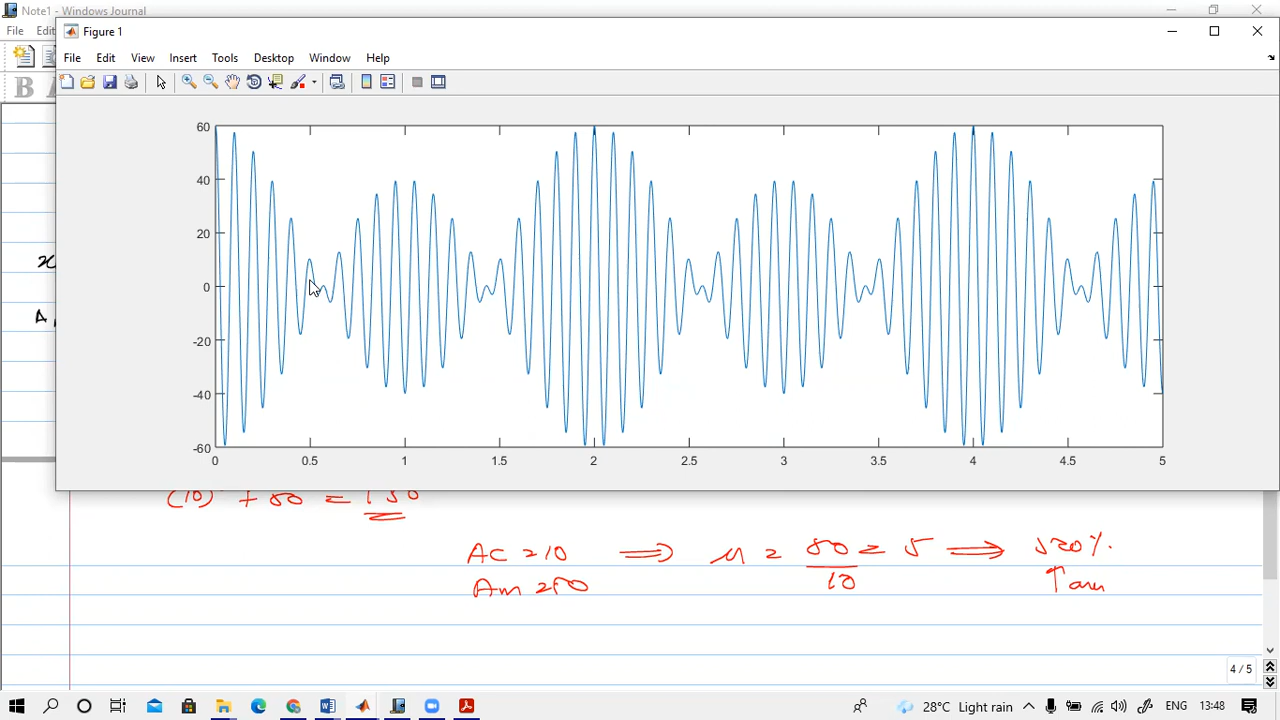 Note1 - Windows Journal
File Edit
Figure 1
File Edit View Insert Tools Desktop Window Help
B
60
40
20
0
-20
-40
-60
0 0.5 1 1.5 2 2.5 3 3.5 4 4.5 5
x
A
(10) + 50 =
AC = 10 ⟹ μ = 50 = 5 ⟹ 500%
10
Am = 50
4 / 5
28°C Light rain ENG 13:48